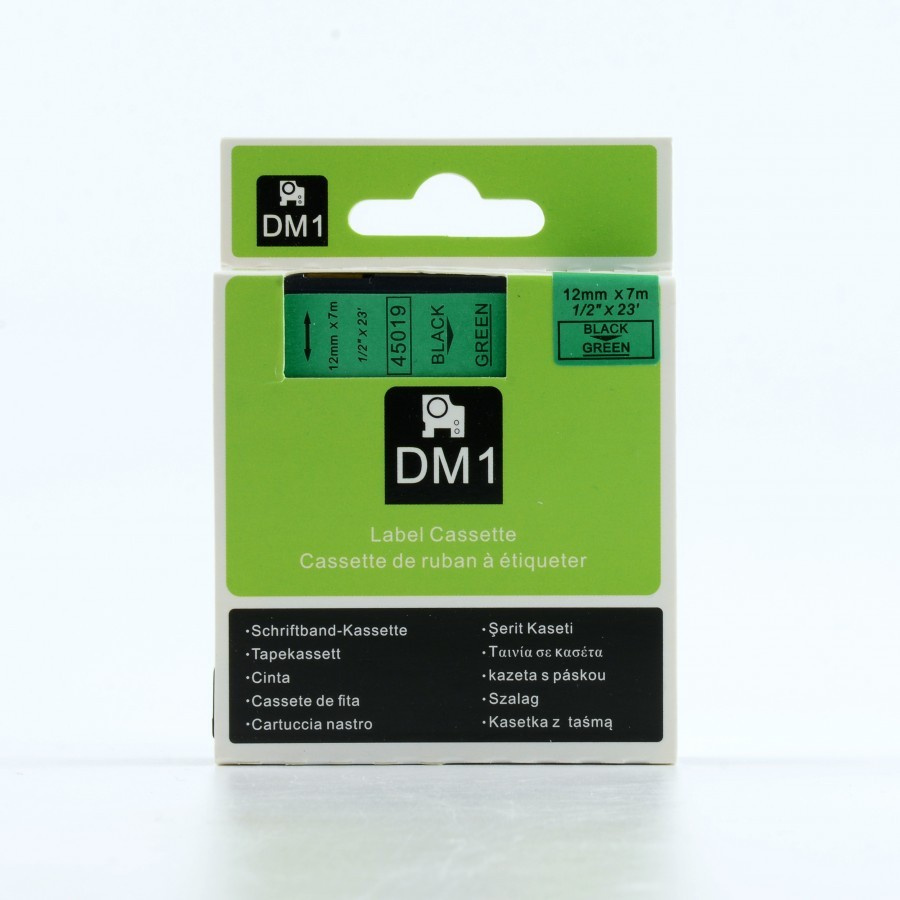 DM1
12mm x 7m
1/2" x 23'
45019
BLACK
GREEN
12mm x 7m
1/2" x 23'
BLACK
GREEN
DM1
Label Cassette
Cassette de ruban à étiqueter
·Schriftband-Kassette
·Tapekassett
·Cinta
·Cassete de fita
·Cartuccia nastro
·Şerit Kaseti
·Ταινία σε κασέτα
·kazeta s páskou
·Szalag
·Kasetka z taśmą